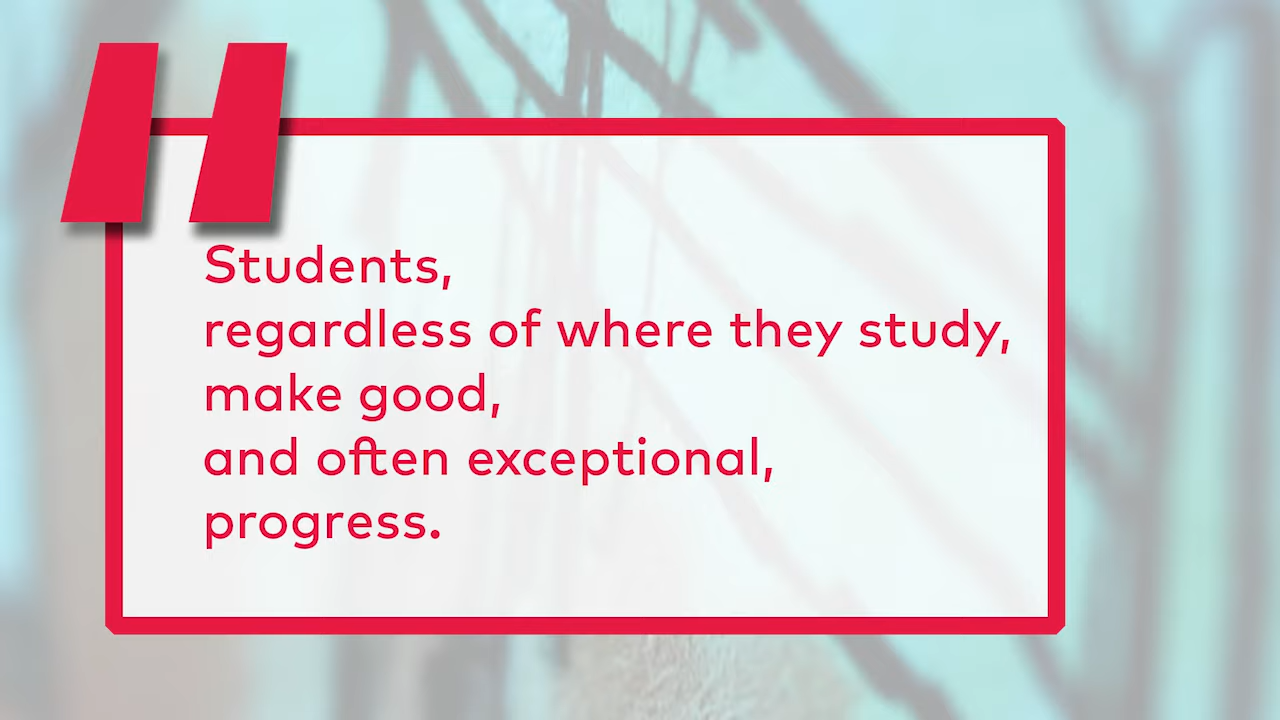 Students,
regardless of where they study,
make good,
and often exceptional,
progress.